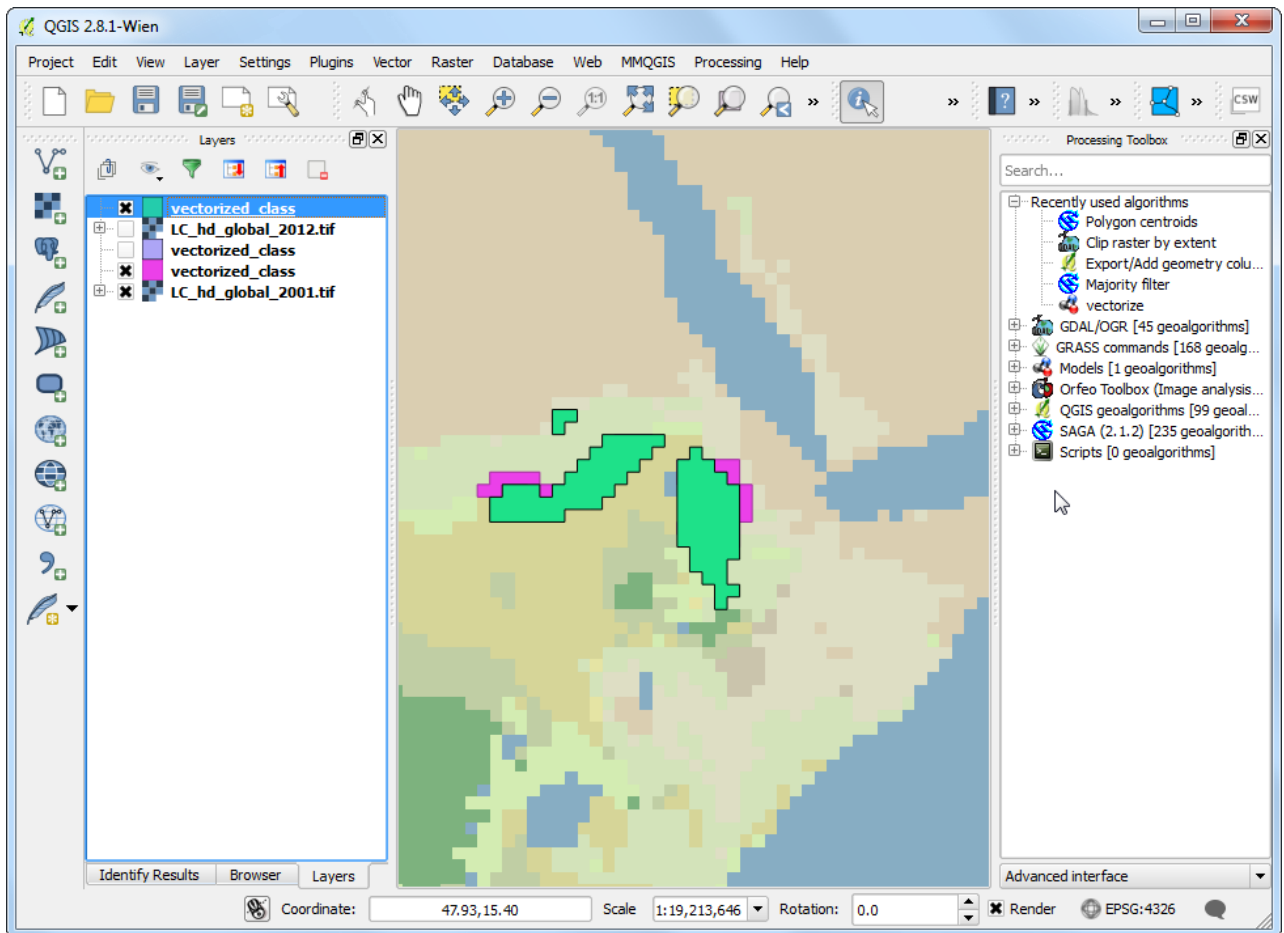 QGIS 2.8.1-Wien
Project Edit View Layer Settings Plugins Vector Raster Database Web MMQGIS Processing Help
1:1 » » ? » » » CSW
Layers
vectorized_class
LC_hd_global_2012.tif
vectorized_class
vectorized_class
LC_hd_global_2001.tif
Identify Results Browser Layers
Processing Toolbox
Search...
Recently used algorithms
Polygon centroids
Clip raster by extent
Export/Add geometry colu...
Majority filter
vectorize
GDAL/OGR [45 geoalgorithms]
GRASS commands [168 geoalg...
Models [1 geoalgorithms]
Orfeo Toolbox (Image analysis...
QGIS geoalgorithms [99 geoal...
SAGA (2.1.2) [235 geoalgorith...
Scripts [0 geoalgorithms]
Advanced interface
Coordinate: 47.93,15.40 Scale 1:19,213,646 Rotation: 0.0 Render EPSG:4326